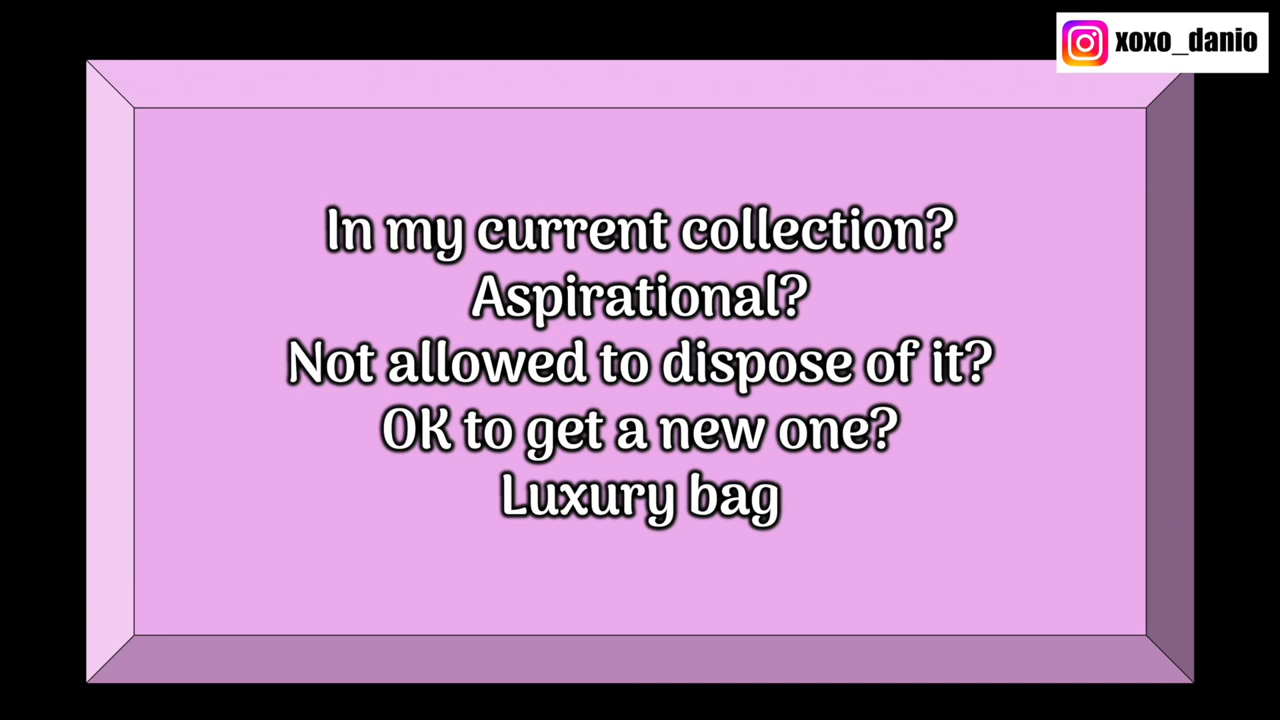 xoxo_danio
In my current collection?
Aspirational?
Not allowed to dispose of it?
OK to get a new one?
Luxury bag